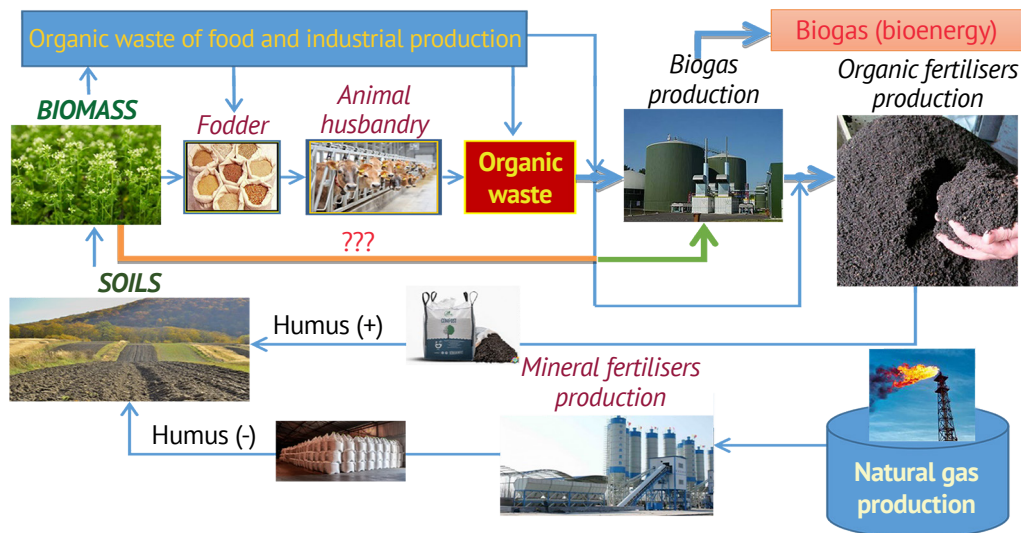 Organic waste of food and industrial production
Biogas (bioenergy)
Biogas
production
Organic fertilisers
production
BIOMASS
Fodder
Animal
husbandry
Organic
waste
???
SOILS
Humus (+)
COMPOST
Mineral fertilisers
production
Humus (-)
Natural gas
production